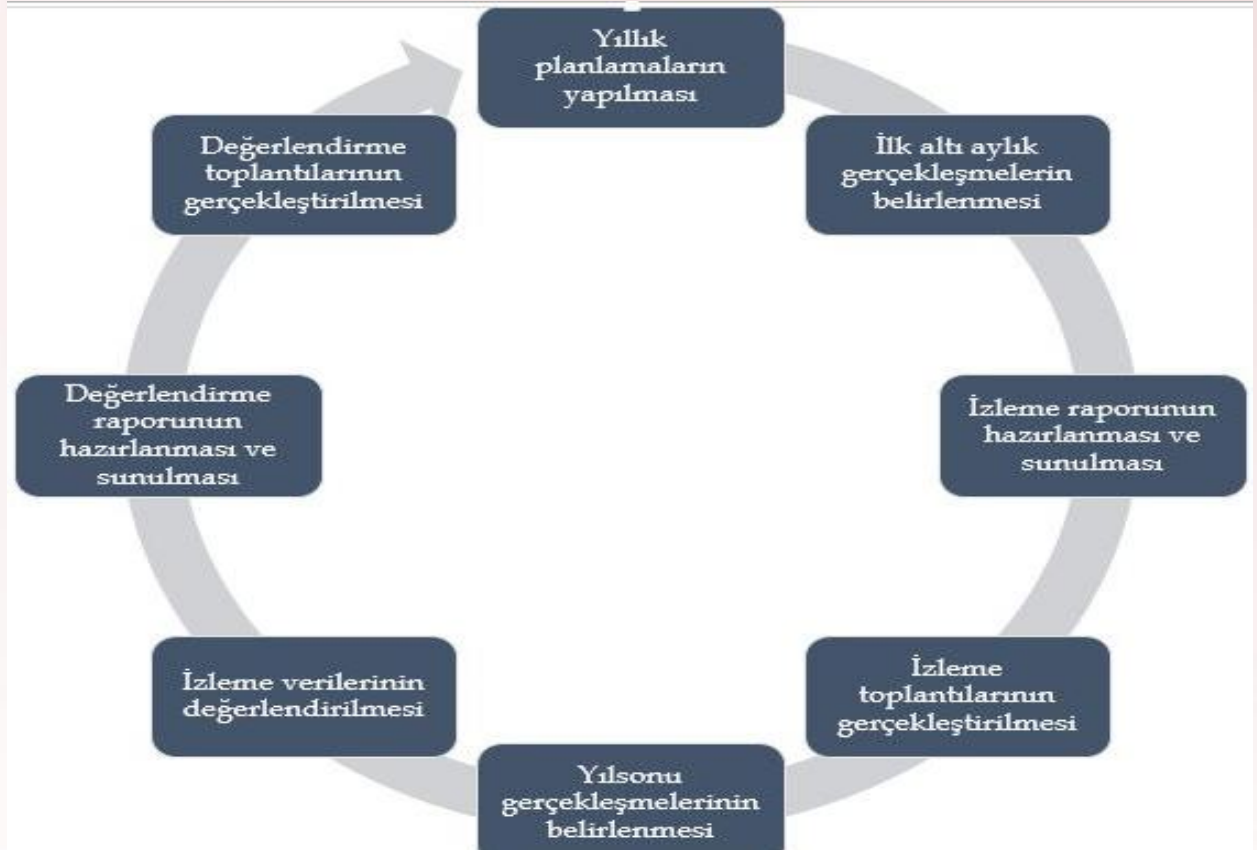 Yıllık
planlamaların
yapılması
İlk altı aylık
gerçekleşmelerin
belirlenmesi
İzleme raporunun
hazırlanması ve
sunulması
İzleme
toplantılarının
gerçekleştirilmesi
Yılsonu
gerçekleşmelerinin
belirlenmesi
İzleme verilerinin
değerlendirilmesi
Değerlendirme
raporunun
hazırlanması ve
sunulması
Değerlendirme
toplantılarının
gerçekleştirilmesi